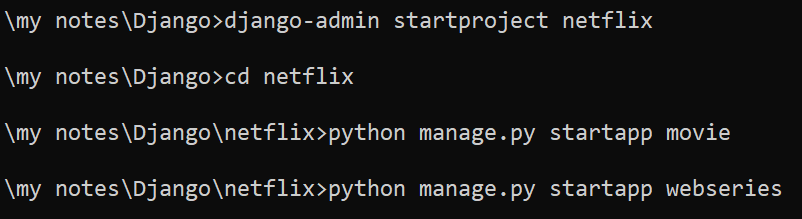 \my notes\Django>django-admin startproject netflix
\my notes\Django>cd netflix
\my notes\Django\netflix>python manage.py startapp movie
\my notes\Django\netflix>python manage.py startapp webseries